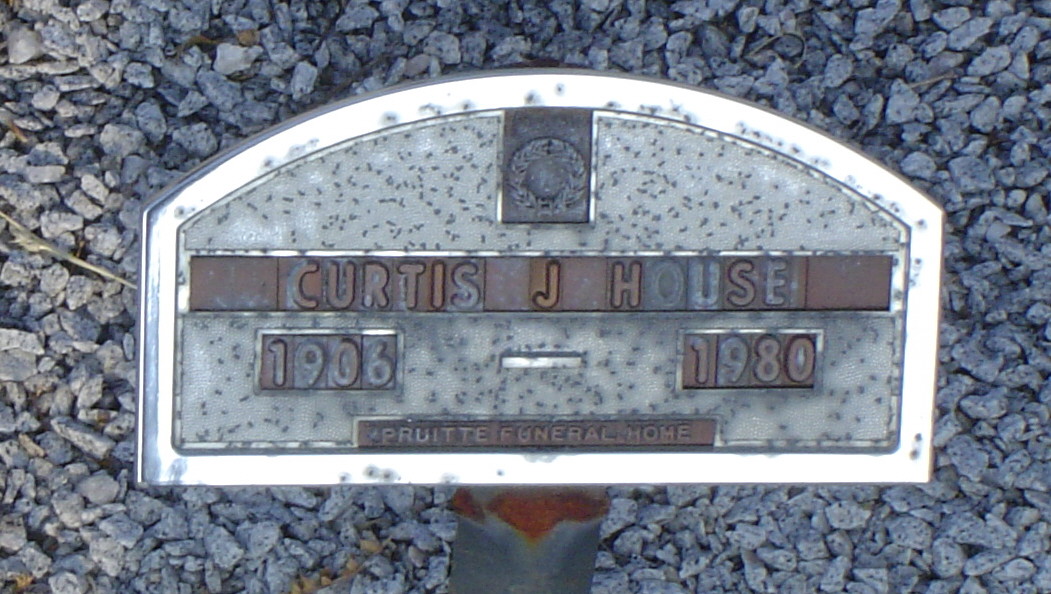 CURTIS J HOUSE
1906 — 1980
PRUITTE FUNERAL HOME